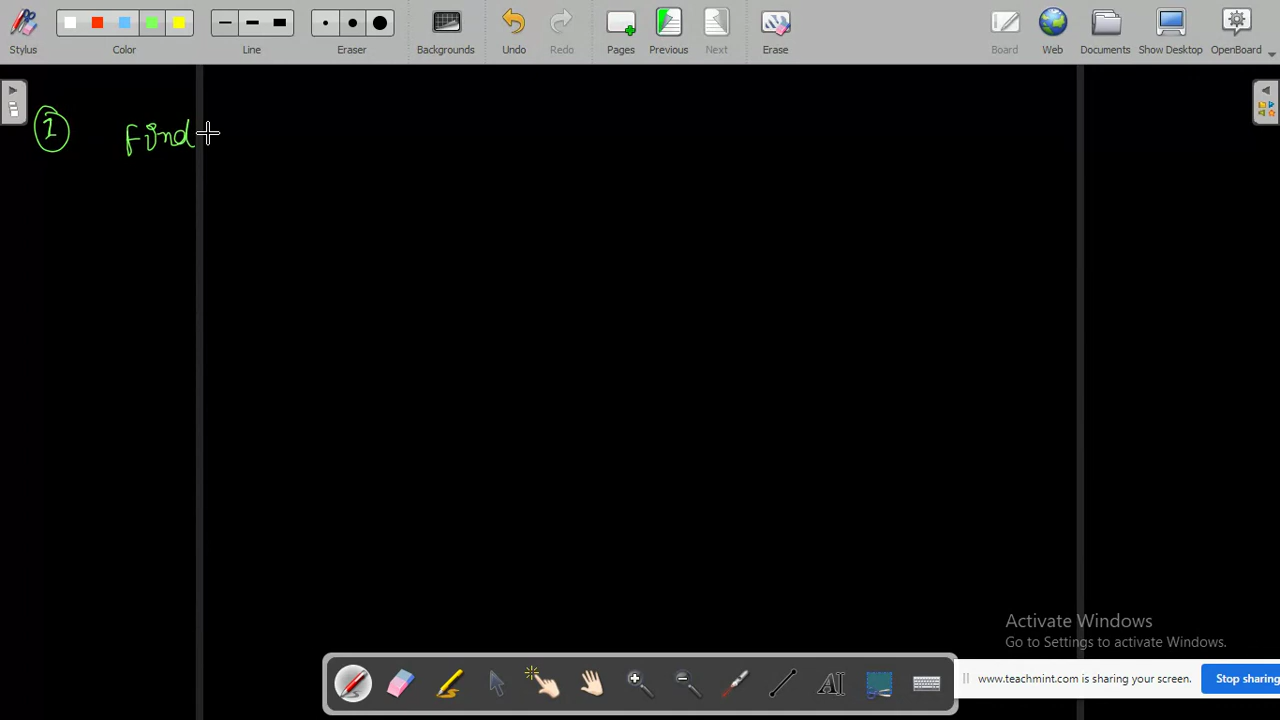 Stylus Color Line Eraser Backgrounds Undo Redo Pages Previous Next Erase Board Web Documents Show Desktop OpenBoard
1 Find
AI
Activate Windows
Go to Settings to activate Windows.
www.teachmint.com is sharing your screen. Stop sharing